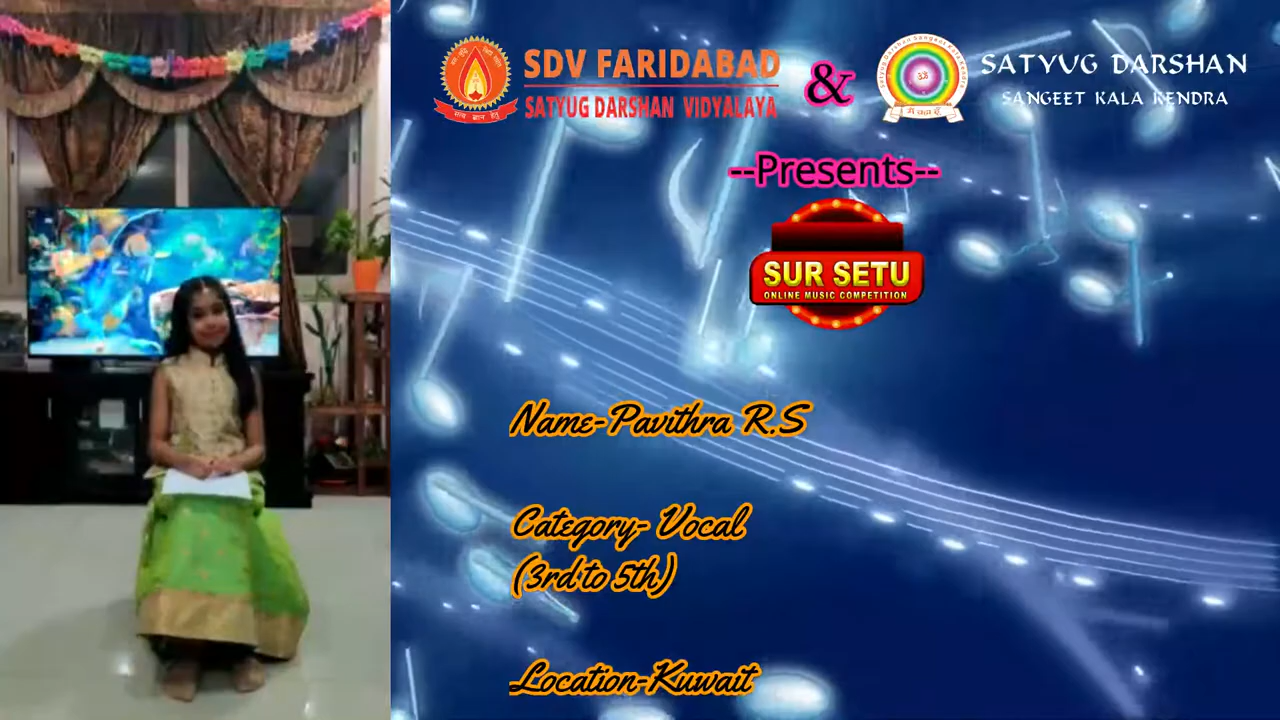 SDV FARIDABAD
SATYUG DARSHAN VIDYALAYA
&
SATYUG DARSHAN
SANGEET KALA KENDRA
--Presents--
SUR SETU
ONLINE MUSIC COMPETITION
Name-Pavithra R.S
Category- Vocal
(3rd to 5th)
Location-Kuwait